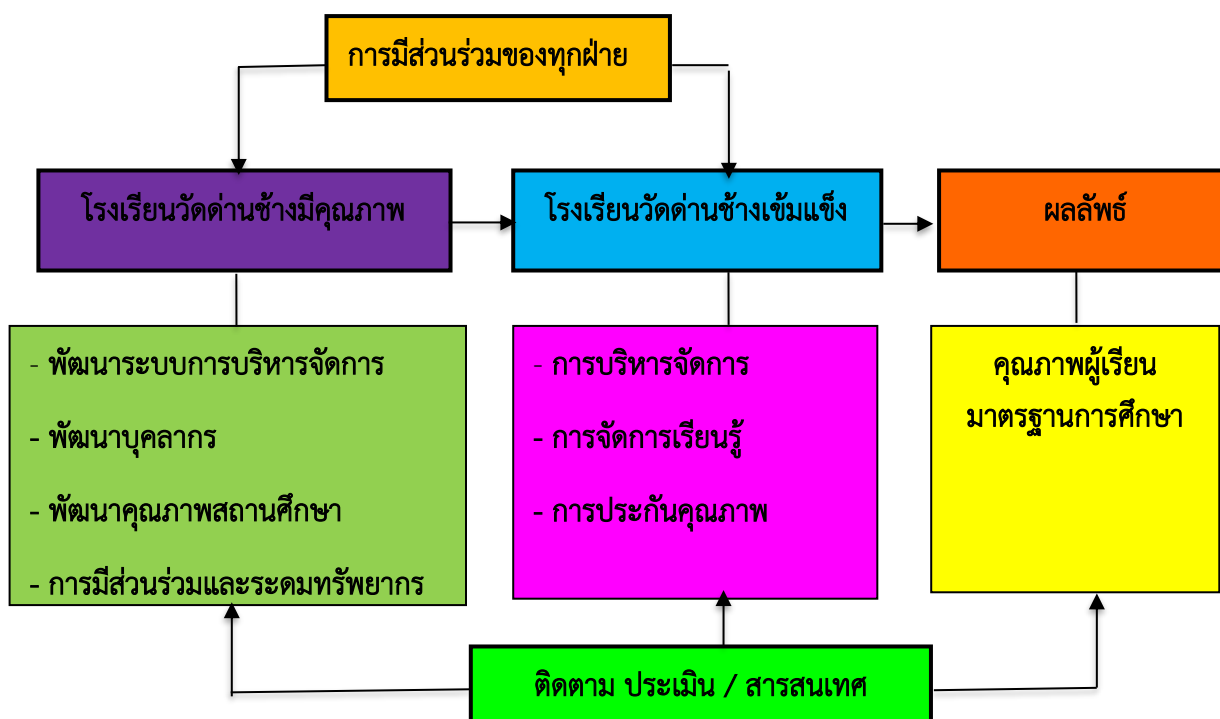 การมีส่วนร่วมของทุกฝ่าย
โรงเรียนวัดด่านช้างมีคุณภาพ
โรงเรียนวัดด่านช้างเข้มแข็ง
ผลลัพธ์
- พัฒนาระบบการบริหารจัดการ
- พัฒนาบุคลากร
- พัฒนาคุณภาพสถานศึกษา
- การมีส่วนร่วมและระดมทรัพยากร
- การบริหารจัดการ
- การจัดการเรียนรู้
- การประกันคุณภาพ
คุณภาพผู้เรียน
มาตรฐานการศึกษา
ติดตาม ประเมิน / สารสนเทศ